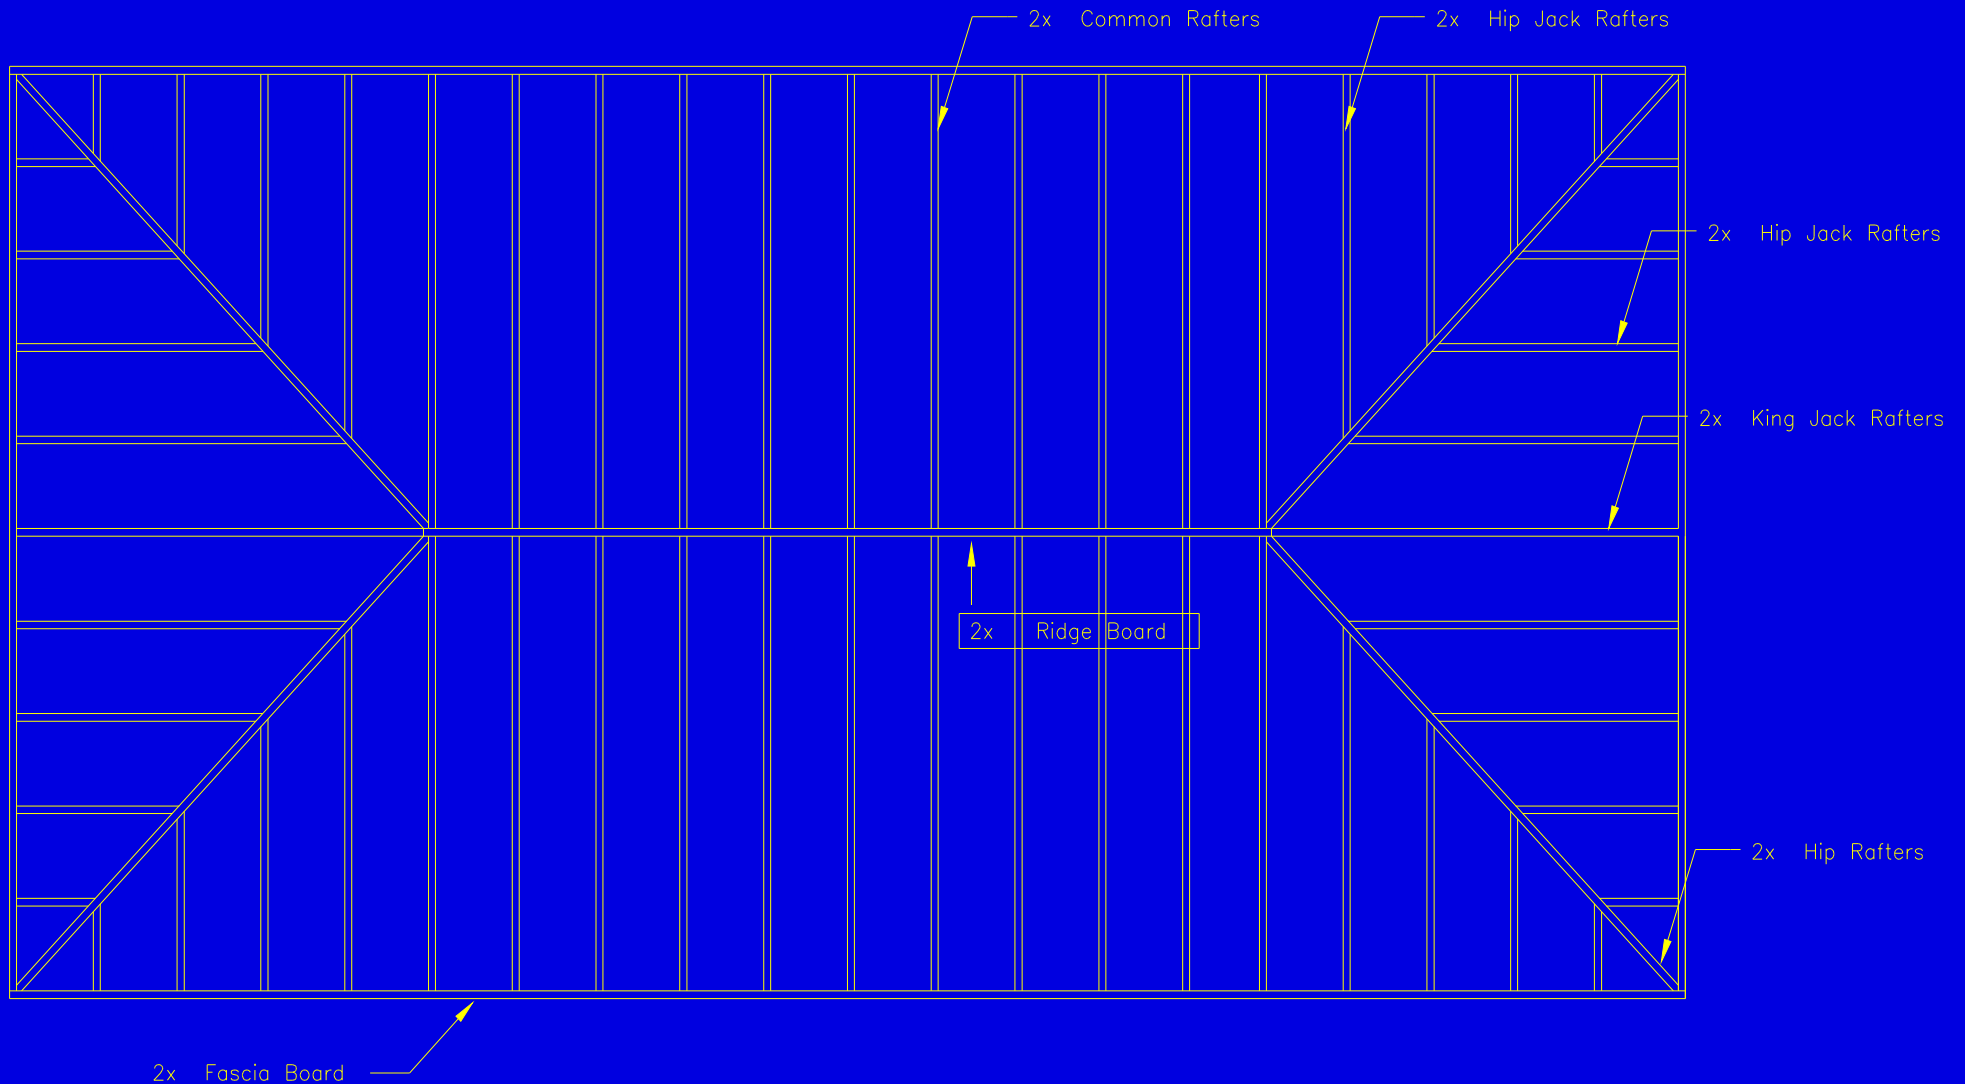 2x Common Rafters
2x Hip Jack Rafters
2x Hip Jack Rafters
2x King Jack Rafters
2x Ridge Board
2x Hip Rafters
2x Fascia Board